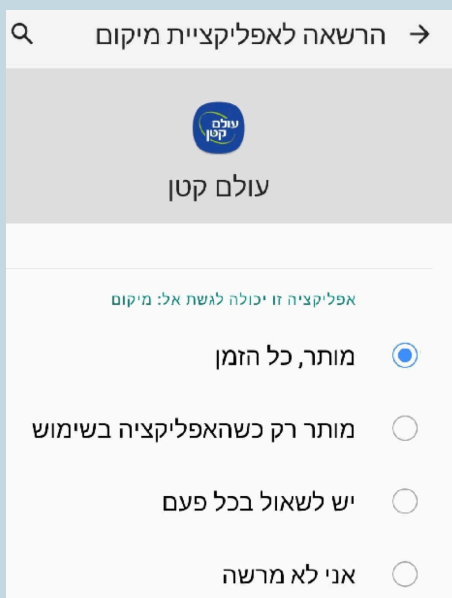 הרשאה לאפליקציית מיקום
עולם
קטן
עולם קטן
אפליקציה זו יכולה לגשת אל: מיקום
מותר, כל הזמן
מותר רק כשהאפליקציה בשימוש
יש לשאול בכל פעם
אני לא מרשה